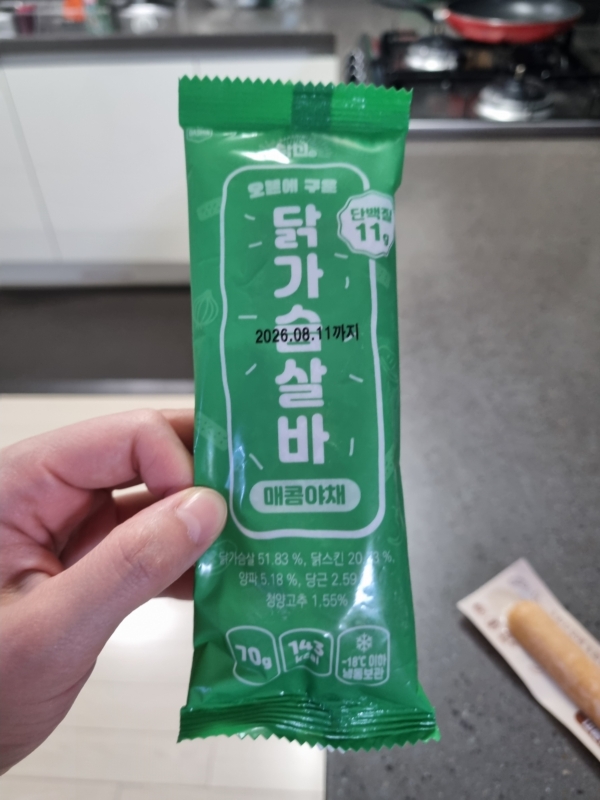 오븐에 구운
단백질
11g
닭가슴살바
2026.08.11까지
매콤야채
닭가슴살 51.83 %, 닭스킨
양파 5.18 %, 당근 2.59
청양고추 1.55%
70g
143
kcal
-18℃ 이하
냉동보관